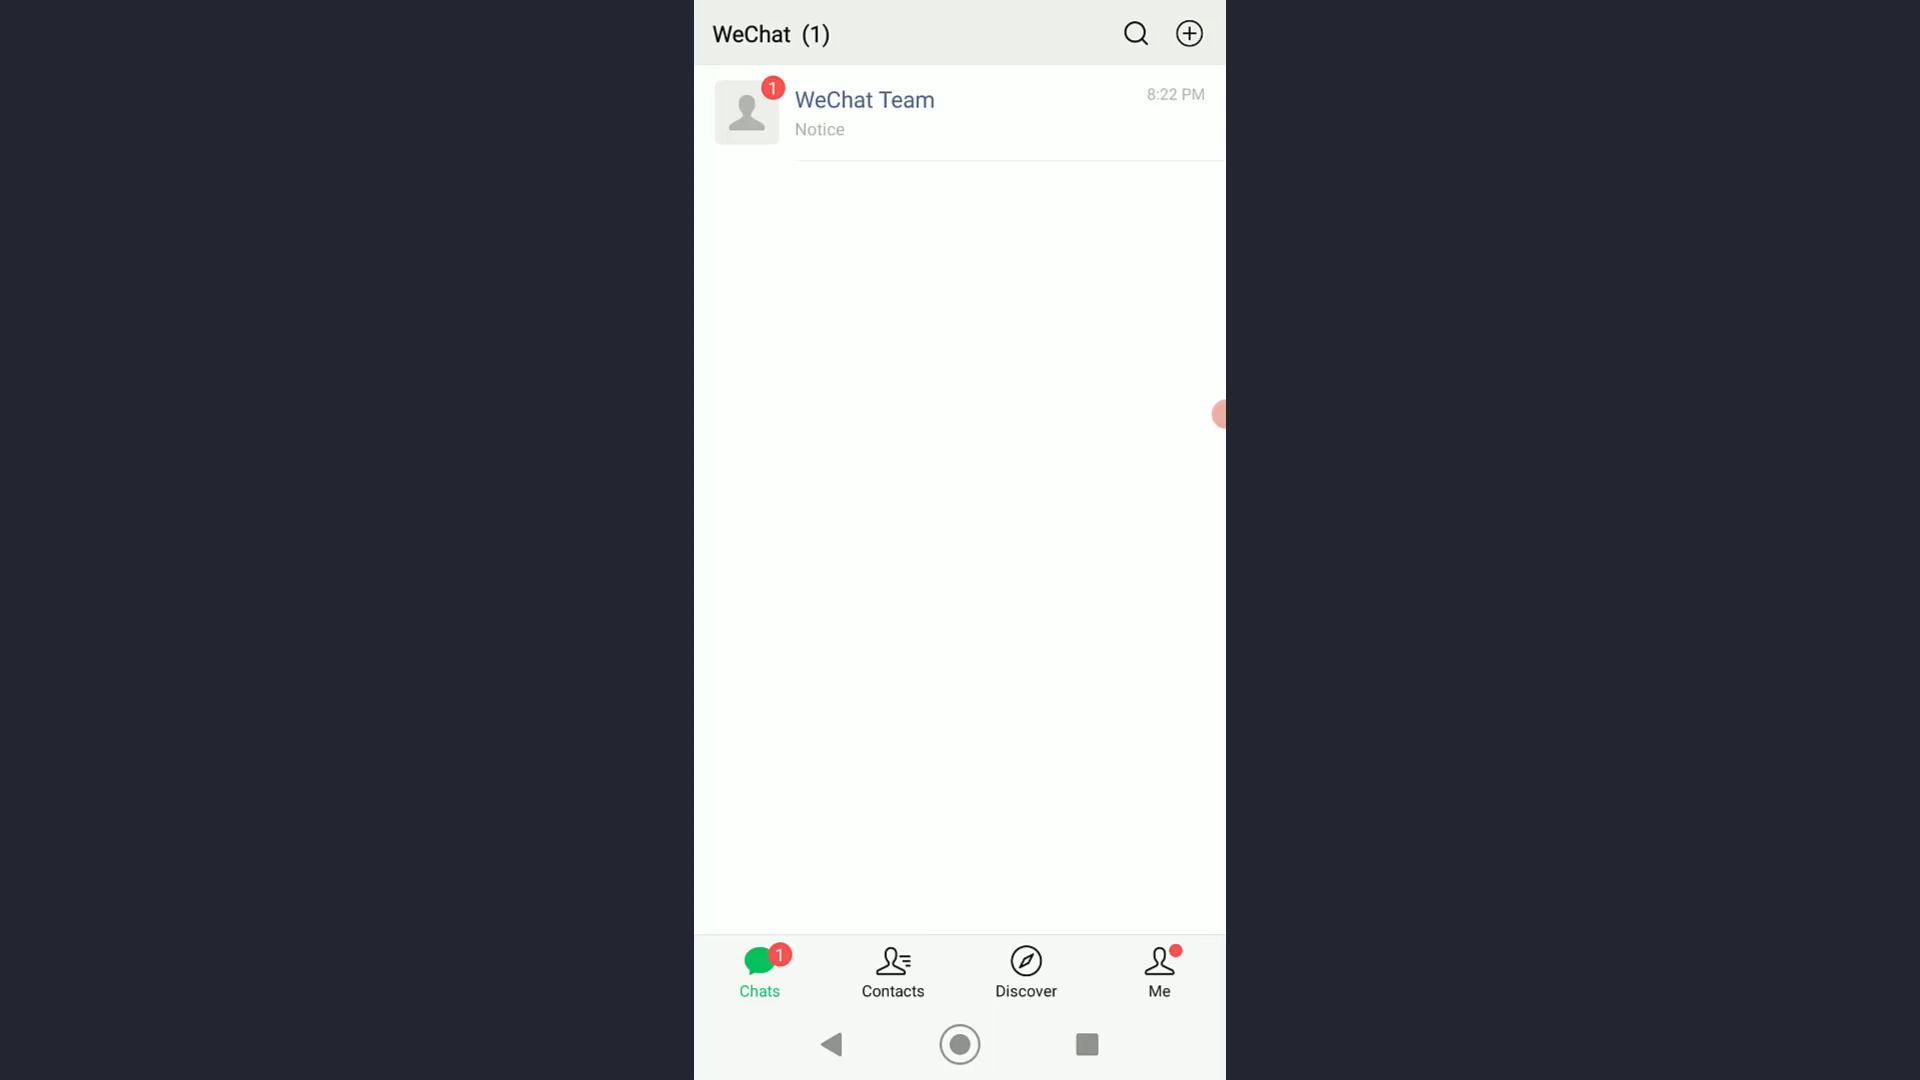 WeChat (1)
1
WeChat Team
8:22 PM
Notice
1
Chats
Contacts
Discover
Me